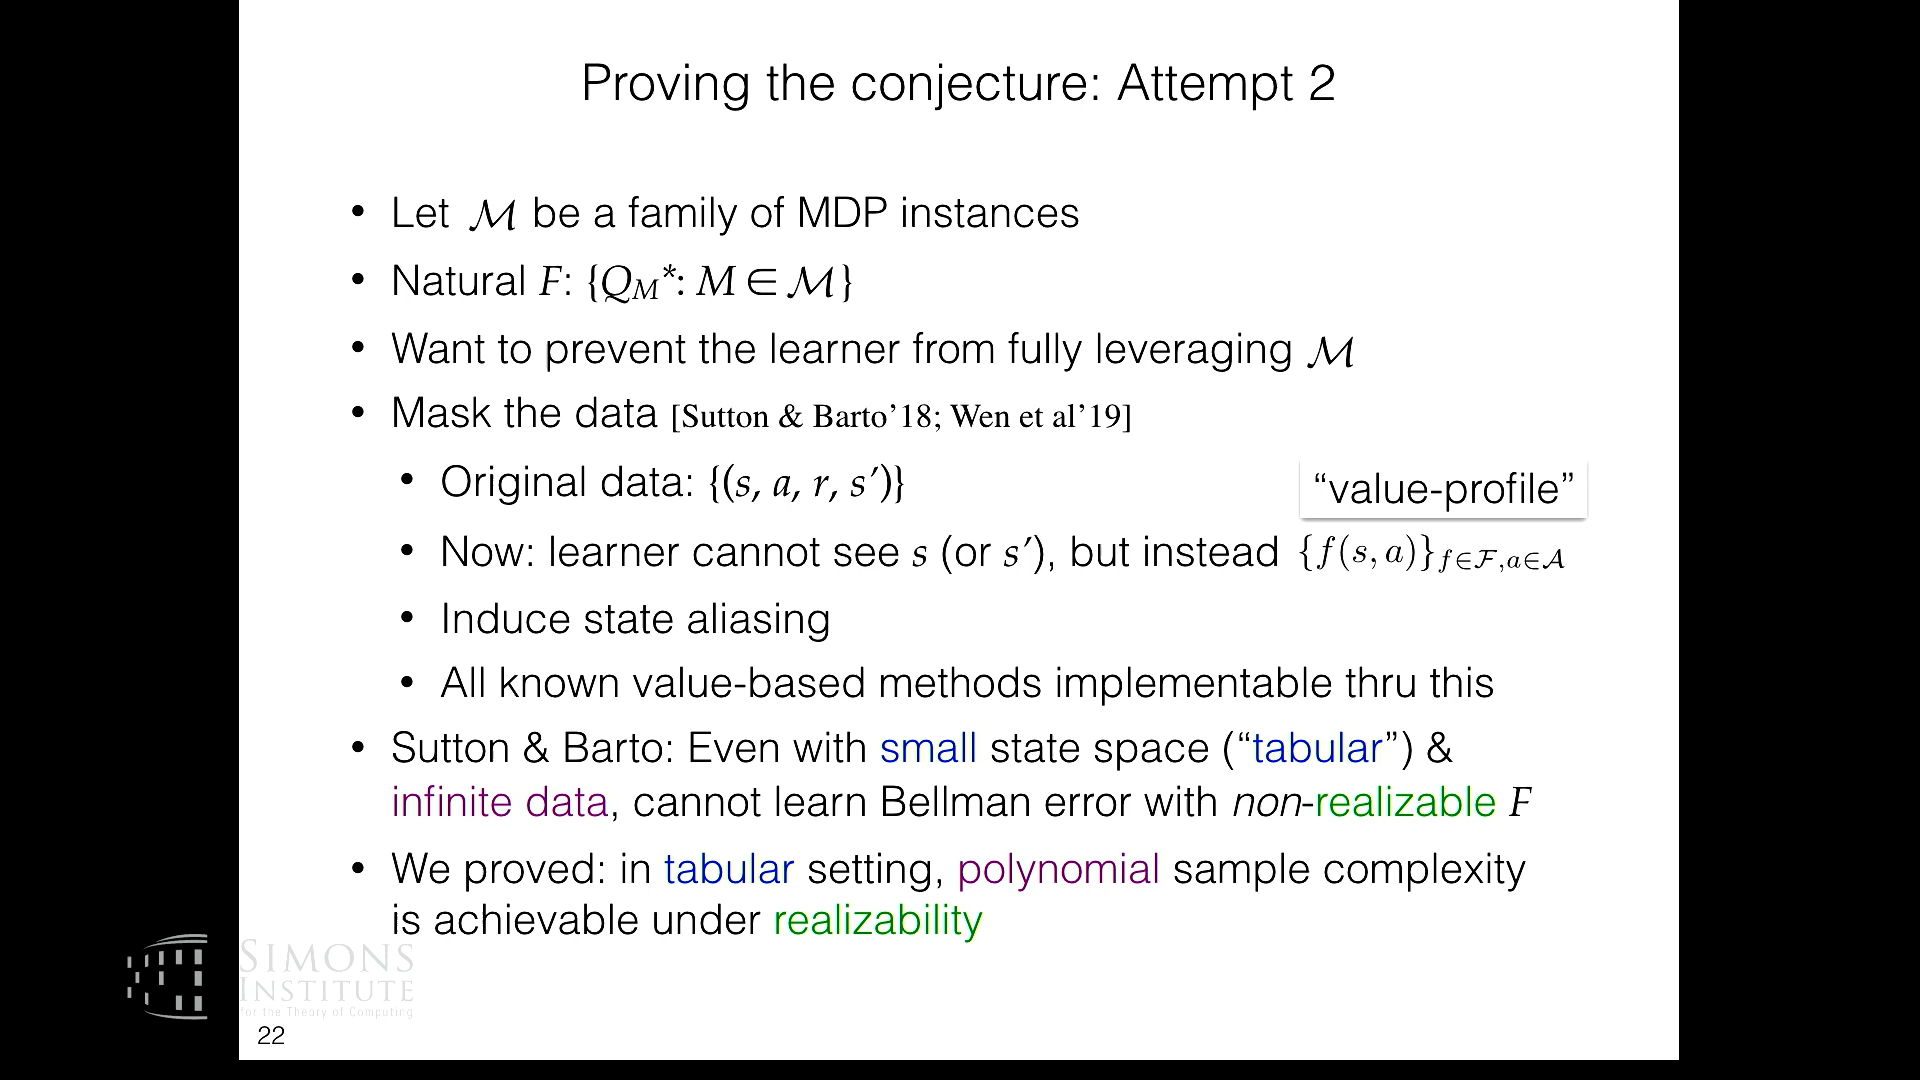 Proving the conjecture: Attempt 2
• Let ℳ be a family of MDP instances
• Natural F: {Q_M*: M ∈ ℳ}
• Want to prevent the learner from fully leveraging ℳ
• Mask the data [Sutton & Barto’18; Wen et al’19]
• Original data: {(s, a, r, s′)}
“value-profile”
• Now: learner cannot see s (or s′), but instead {f(s, a)}_{f∈ℱ,a∈𝒜}
• Induce state aliasing
• All known value-based methods implementable thru this
• Sutton & Barto: Even with small state space (“tabular”) &
infinite data, cannot learn Bellman error with non-realizable F
• We proved: in tabular setting, polynomial sample complexity
is achievable under realizability
SIMONS
INSTITUTE
for the Theory of Computing
22